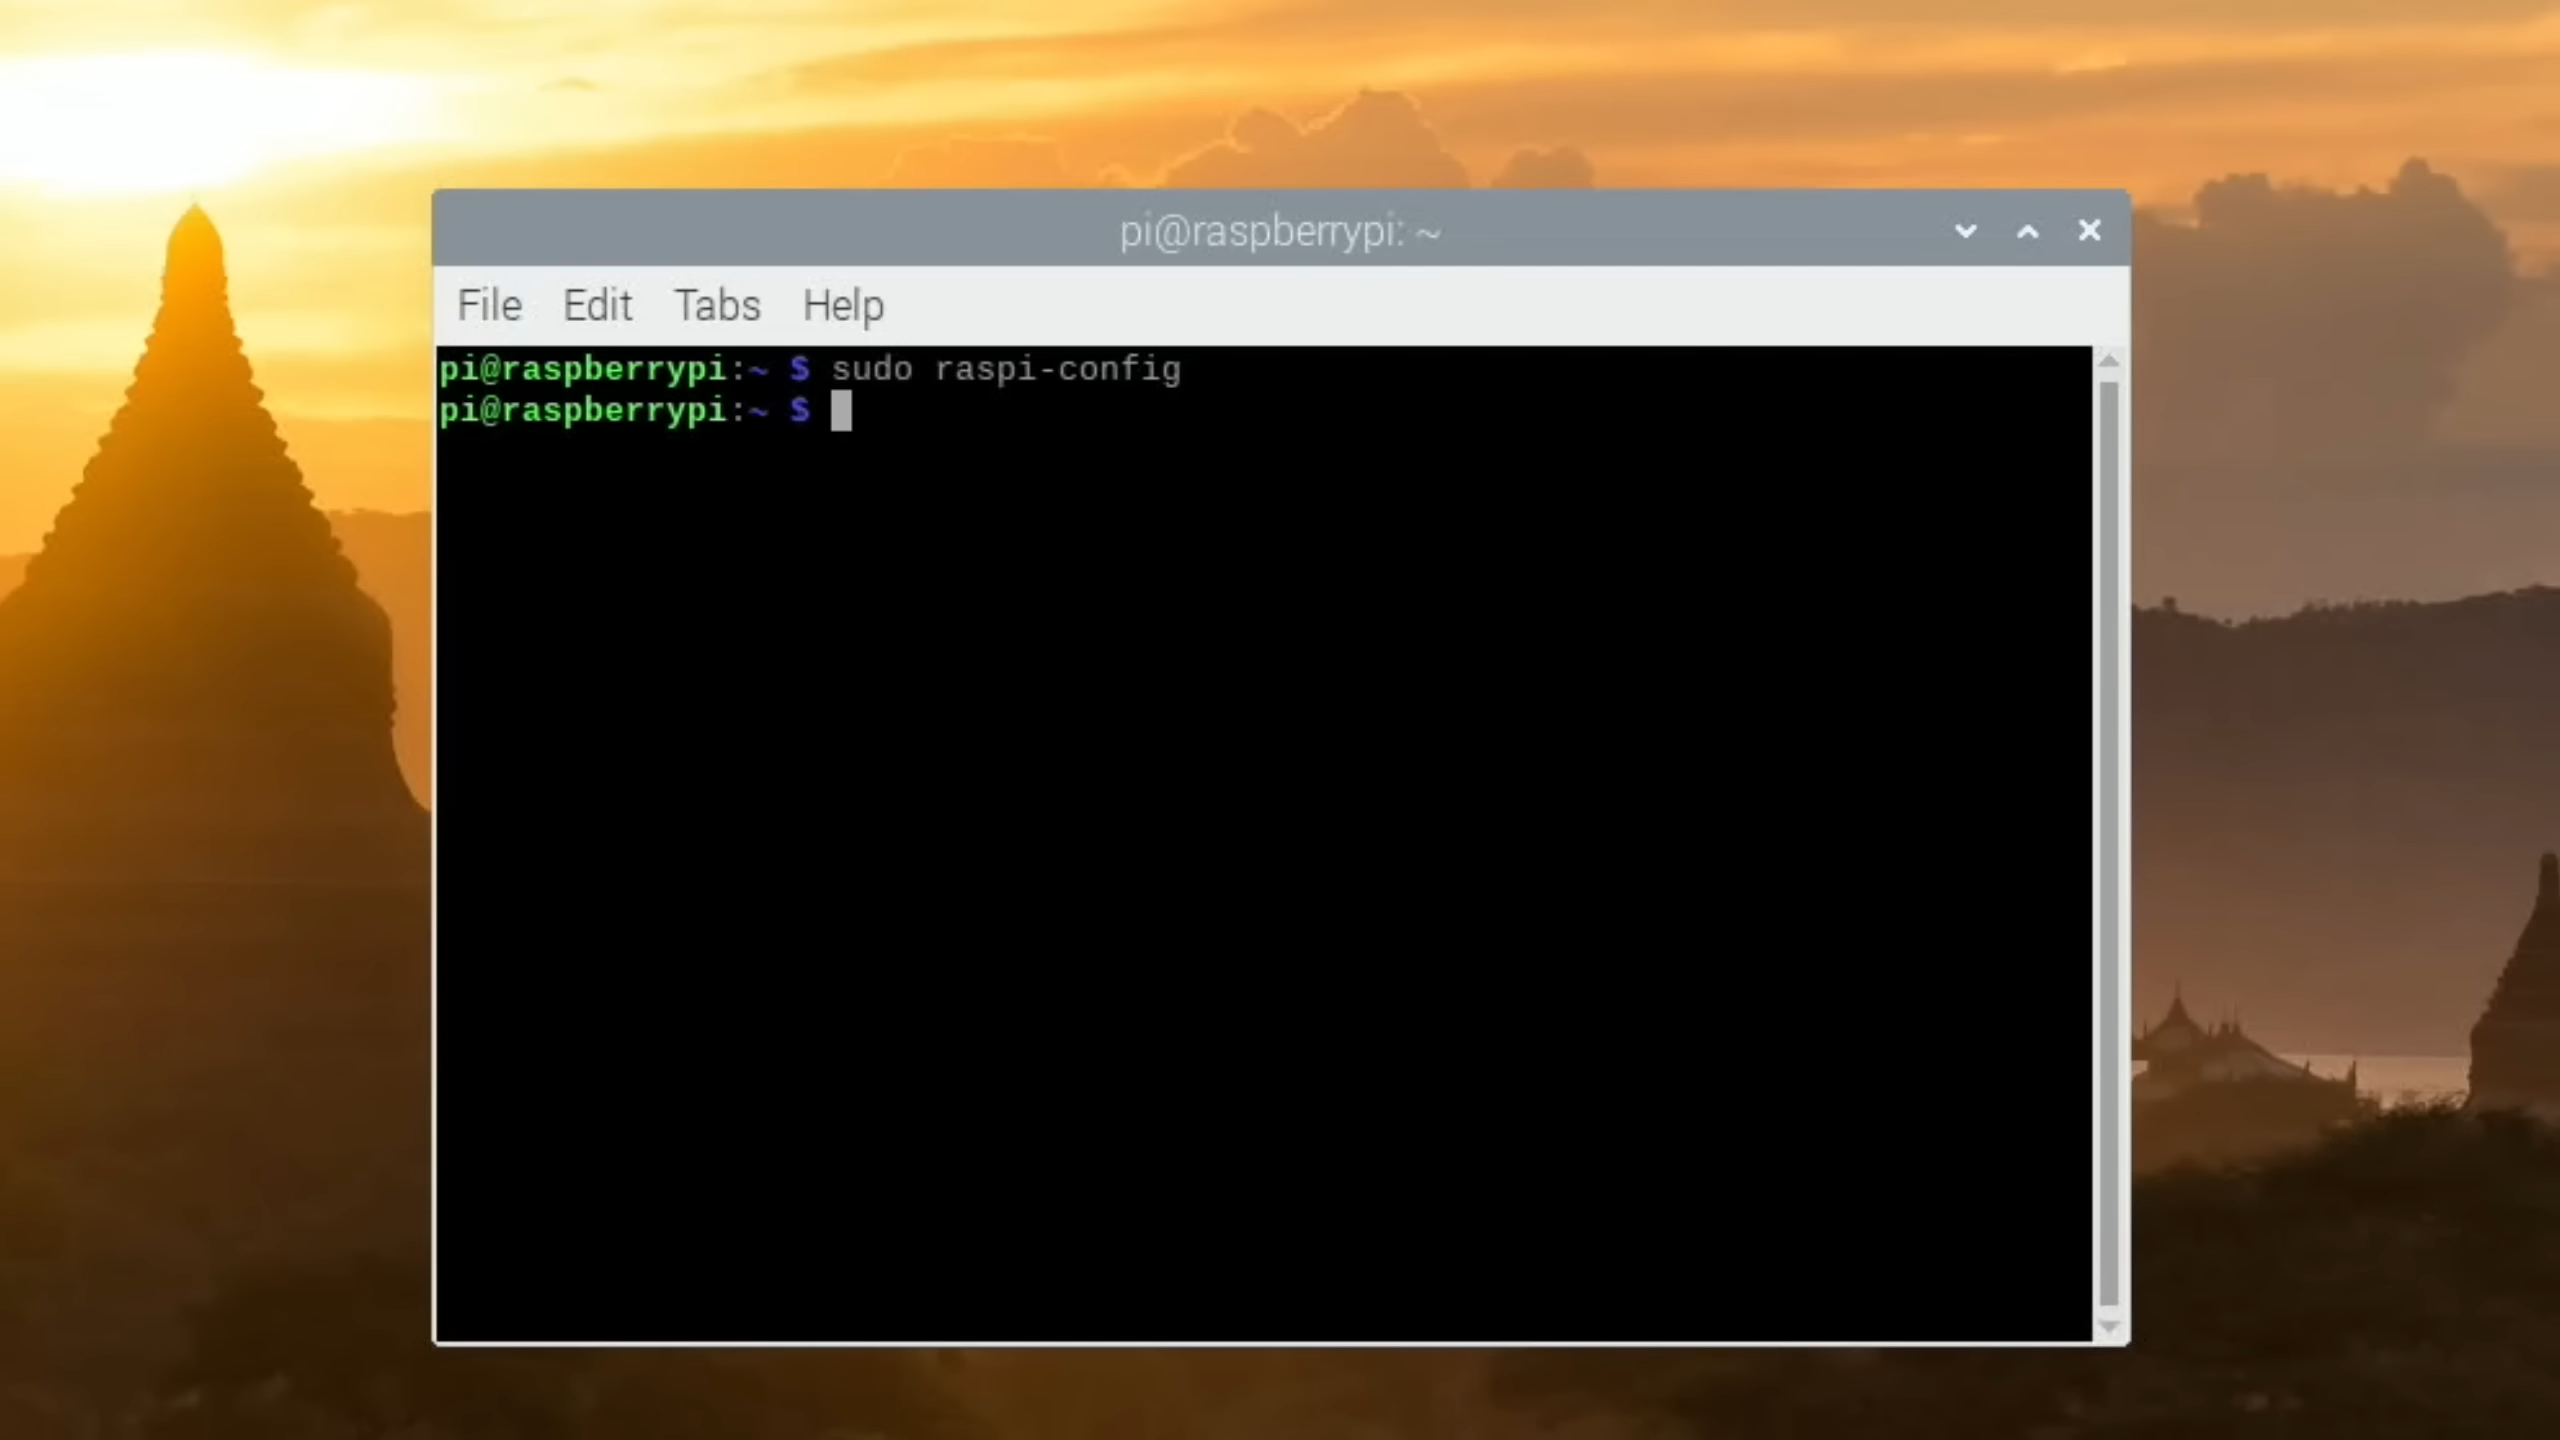 pi@raspberrypi: ~
File Edit Tabs Help
pi@raspberrypi:~ $ sudo raspi-config
pi@raspberrypi:~ $